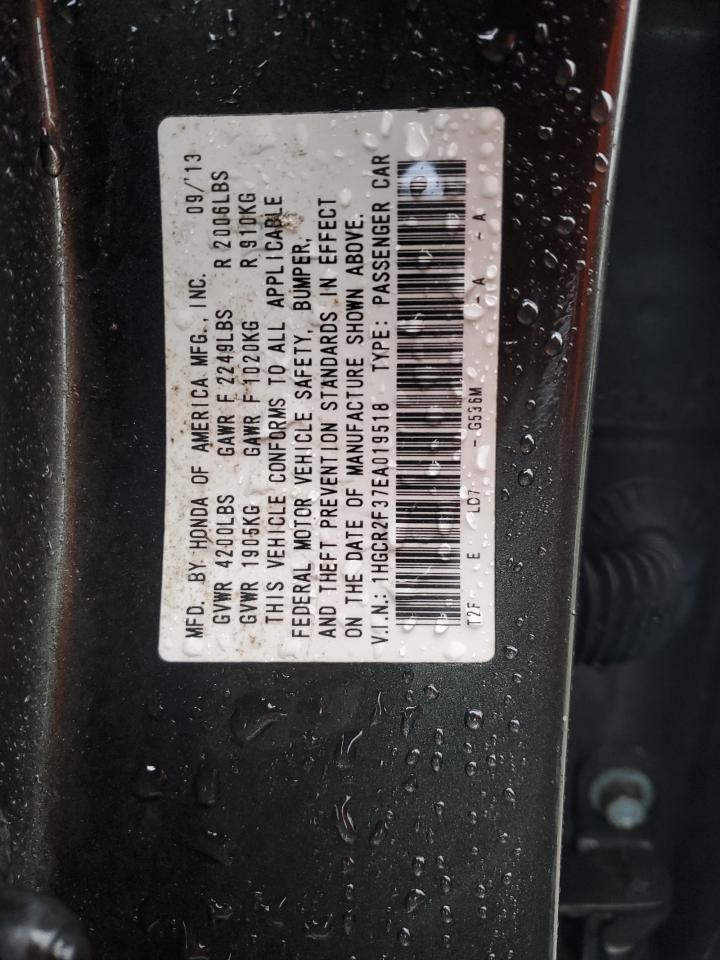 MFD. BY HONDA OF AMERICA MFG., INC. 09/'13
GVWR 4200LBS GAWR F 2249LBS R 2006LBS
GVWR 1905KG GAWR F 1020KG R 910KG
THIS VEHICLE CONFORMS TO ALL APPLICABLE
FEDERAL MOTOR VEHICLE SAFETY, BUMPER,
AND THEFT PREVENTION STANDARDS IN EFFECT
ON THE DATE OF MANUFACTURE SHOWN ABOVE.
V.I.N.: 1HGCR2F37EA019518 TYPE: PASSENGER CAR
T2F E LD7 - G536M - A - A